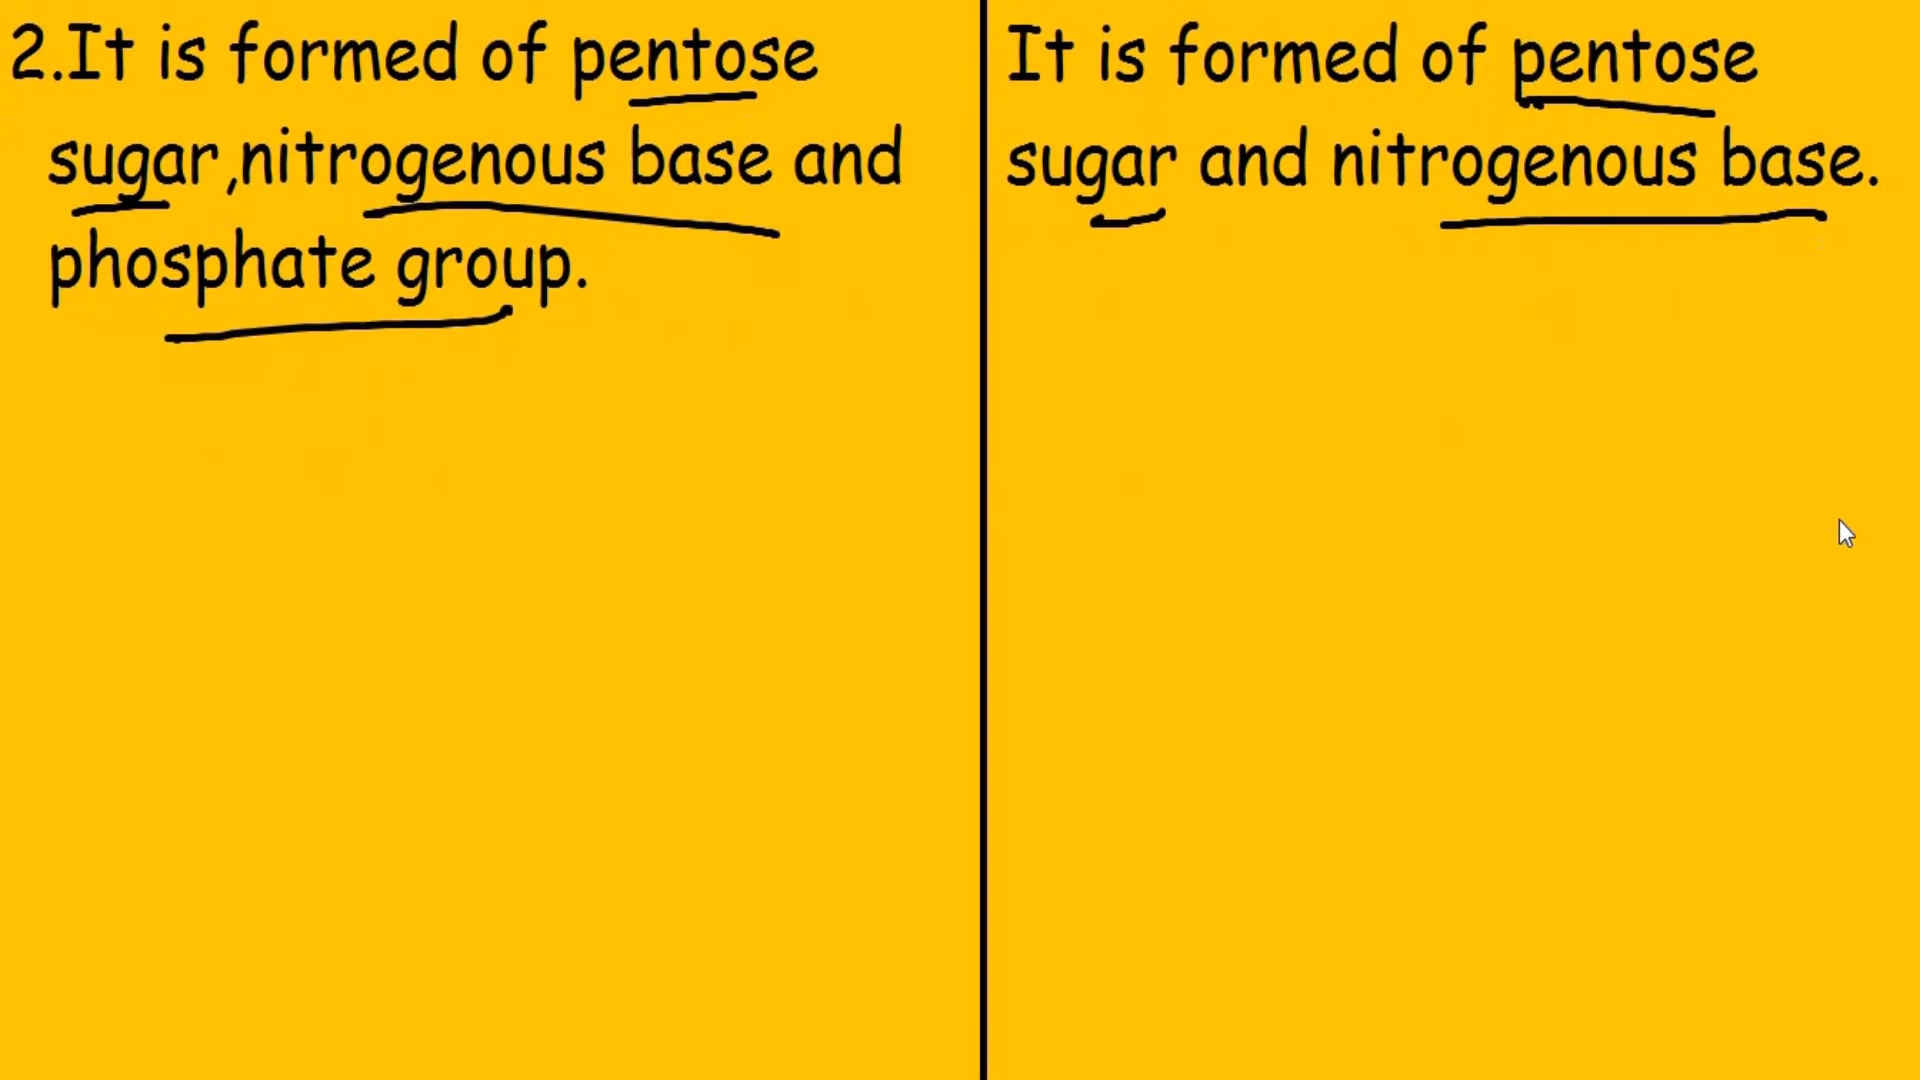 2.It is formed of pentose
sugar,nitrogenous base and
phosphate group.
It is formed of pentose
sugar and nitrogenous base.